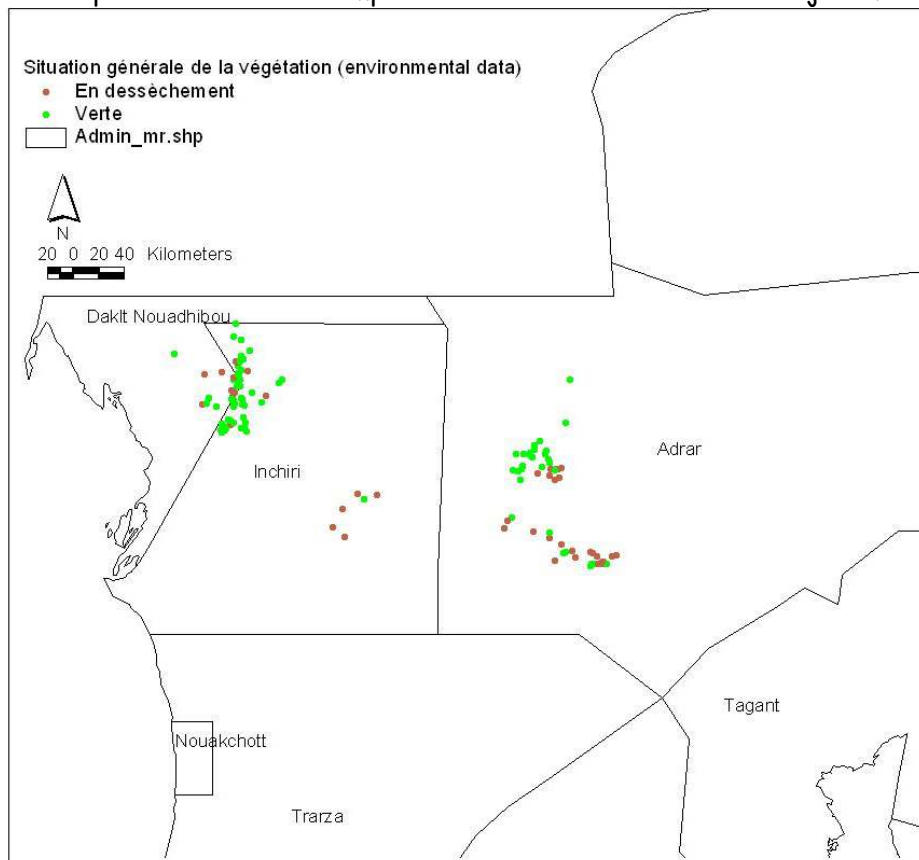 Situation générale de la végétation (environmental data)
En dessèchement
Verte
Admin_mr.shp
N
20 0 20 40 Kilometers
Daklt Nouadhibou
Adrar
Inchiri
Tagant
Nouakchott
Trarza